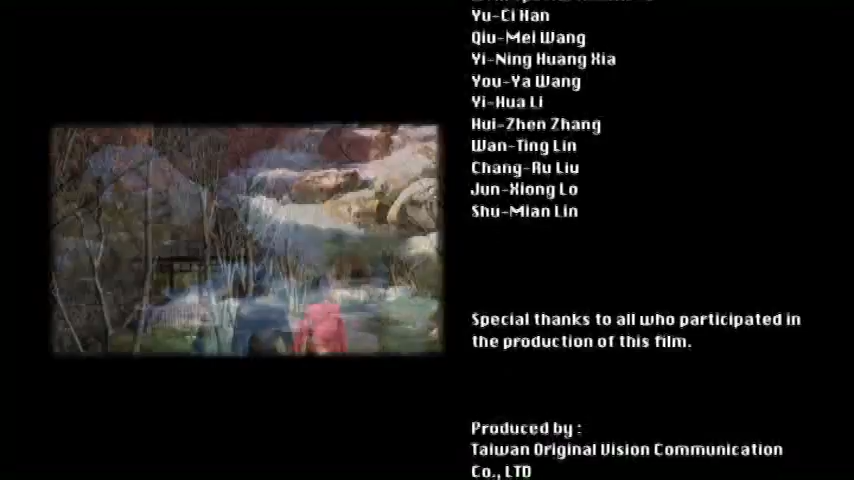 Yu-Ci Han
Qiu-Mei Wang
Yi-Ning Huang Xia
You-Ya Wang
Yi-Hua Li
Hui-Zhen Zhang
Wan-Ting Lin
Chang-Ru Liu
Jun-Xiong Lo
Shu-Mian Lin
Special thanks to all who participated in
the production of this film.
Produced by :
Taiwan Original Vision Communication
Co., LTD